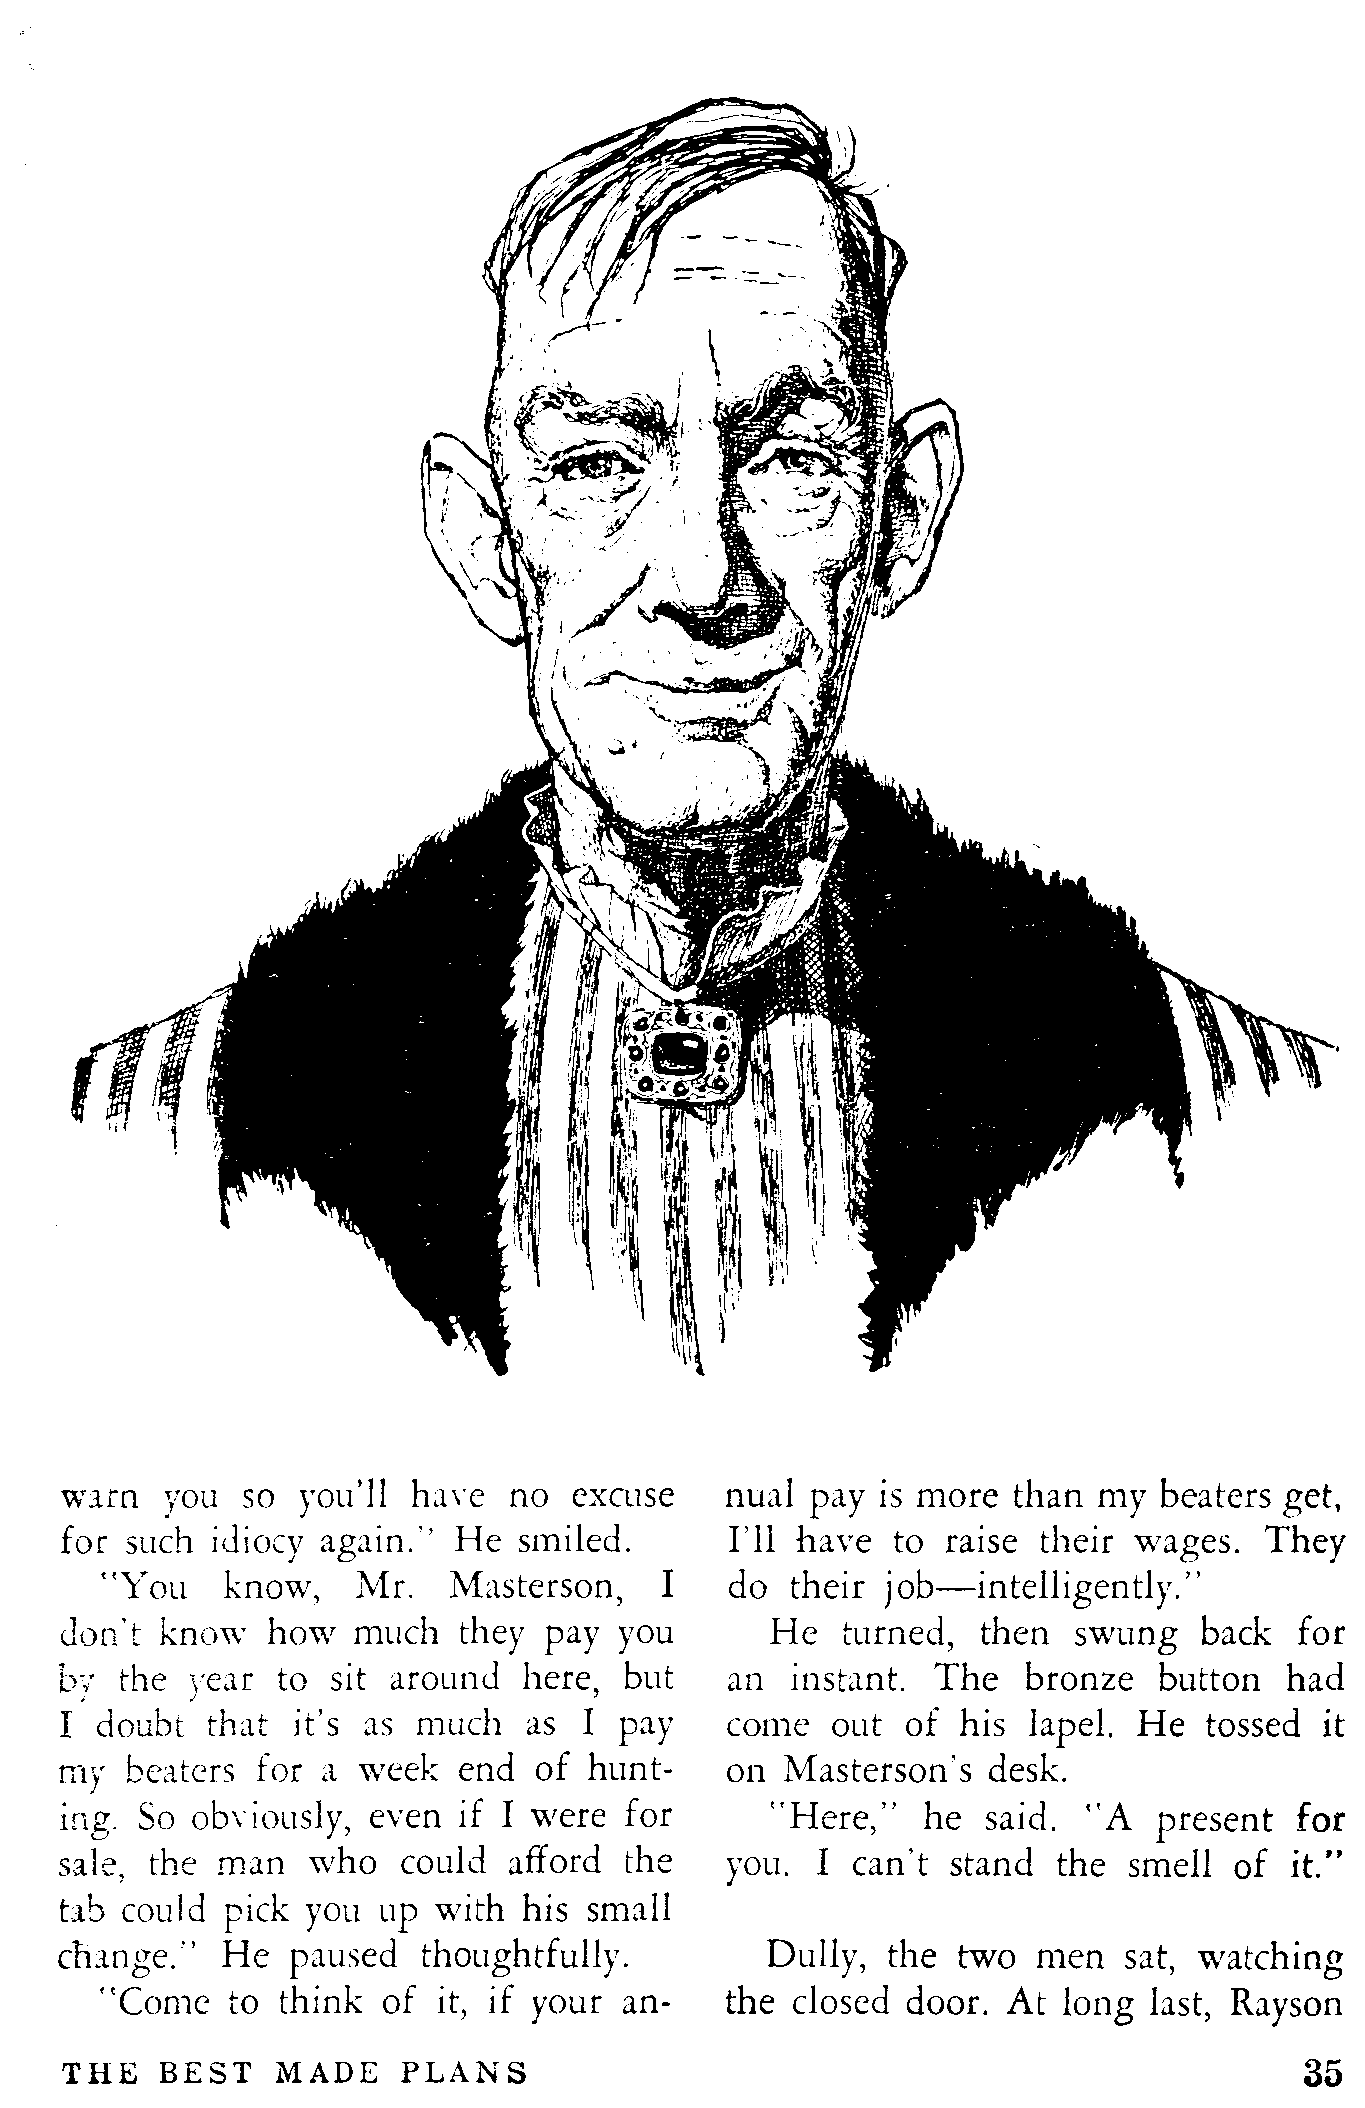 warn you so you'll have no excuse
for such idiocy again." He smiled.
"You know, Mr. Masterson, I
don't know how much they pay you
by the year to sit around here, but
I doubt that it's as much as I pay
my beaters for a week end of hunt-
ing. So obviously, even if I were for
sale, the man who could afford the
tab could pick you up with his small
change." He paused thoughtfully.
"Come to think of it, if your an-
nual pay is more than my beaters get,
I'll have to raise their wages. They
do their job—intelligently."
He turned, then swung back for
an instant. The bronze button had
come out of his lapel. He tossed it
on Masterson's desk.
"Here," he said. "A present for
you. I can't stand the smell of it."
Dully, the two men sat, watching
the closed door. At long last, Rayson
THE BEST MADE PLANS
35